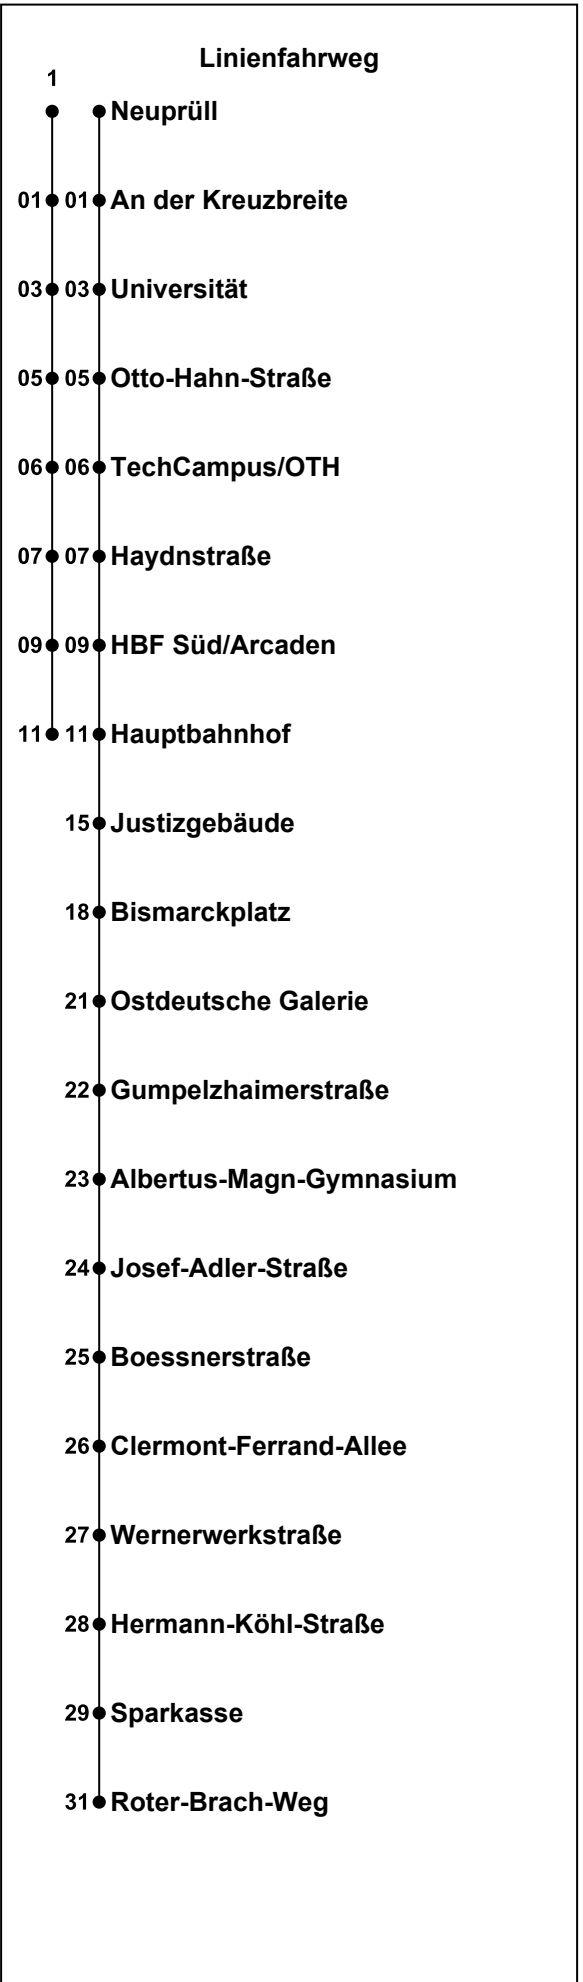 Linienfahrweg
1
Neuprüll
01 01 An der Kreuzbreite
03 03 Universität
05 05 Otto-Hahn-Straße
06 06 TechCampus/OTH
07 07 Haydnstraße
09 09 HBF Süd/Arcaden
11 11 Hauptbahnhof
15 Justizgebäude
18 Bismarckplatz
21 Ostdeutsche Galerie
22 Gumpelzhaimerstraße
23 Albertus-Magn-Gymnasium
24 Josef-Adler-Straße
25 Boessnerstraße
26 Clermont-Ferrand-Allee
27 Wernerwerkstraße
28 Hermann-Köhl-Straße
29 Sparkasse
31 Roter-Brach-Weg